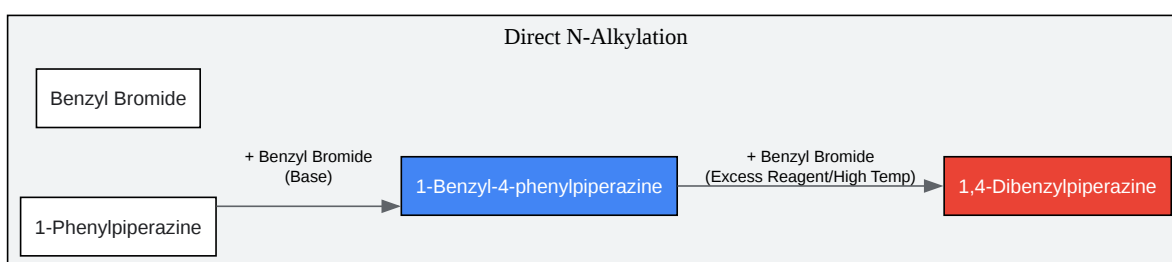 Direct N-Alkylation
Benzyl Bromide
+ Benzyl Bromide
(Base)
+ Benzyl Bromide
(Excess Reagent/High Temp)
1-Benzyl-4-phenylpiperazine
1,4-Dibenzylpiperazine
1-Phenylpiperazine